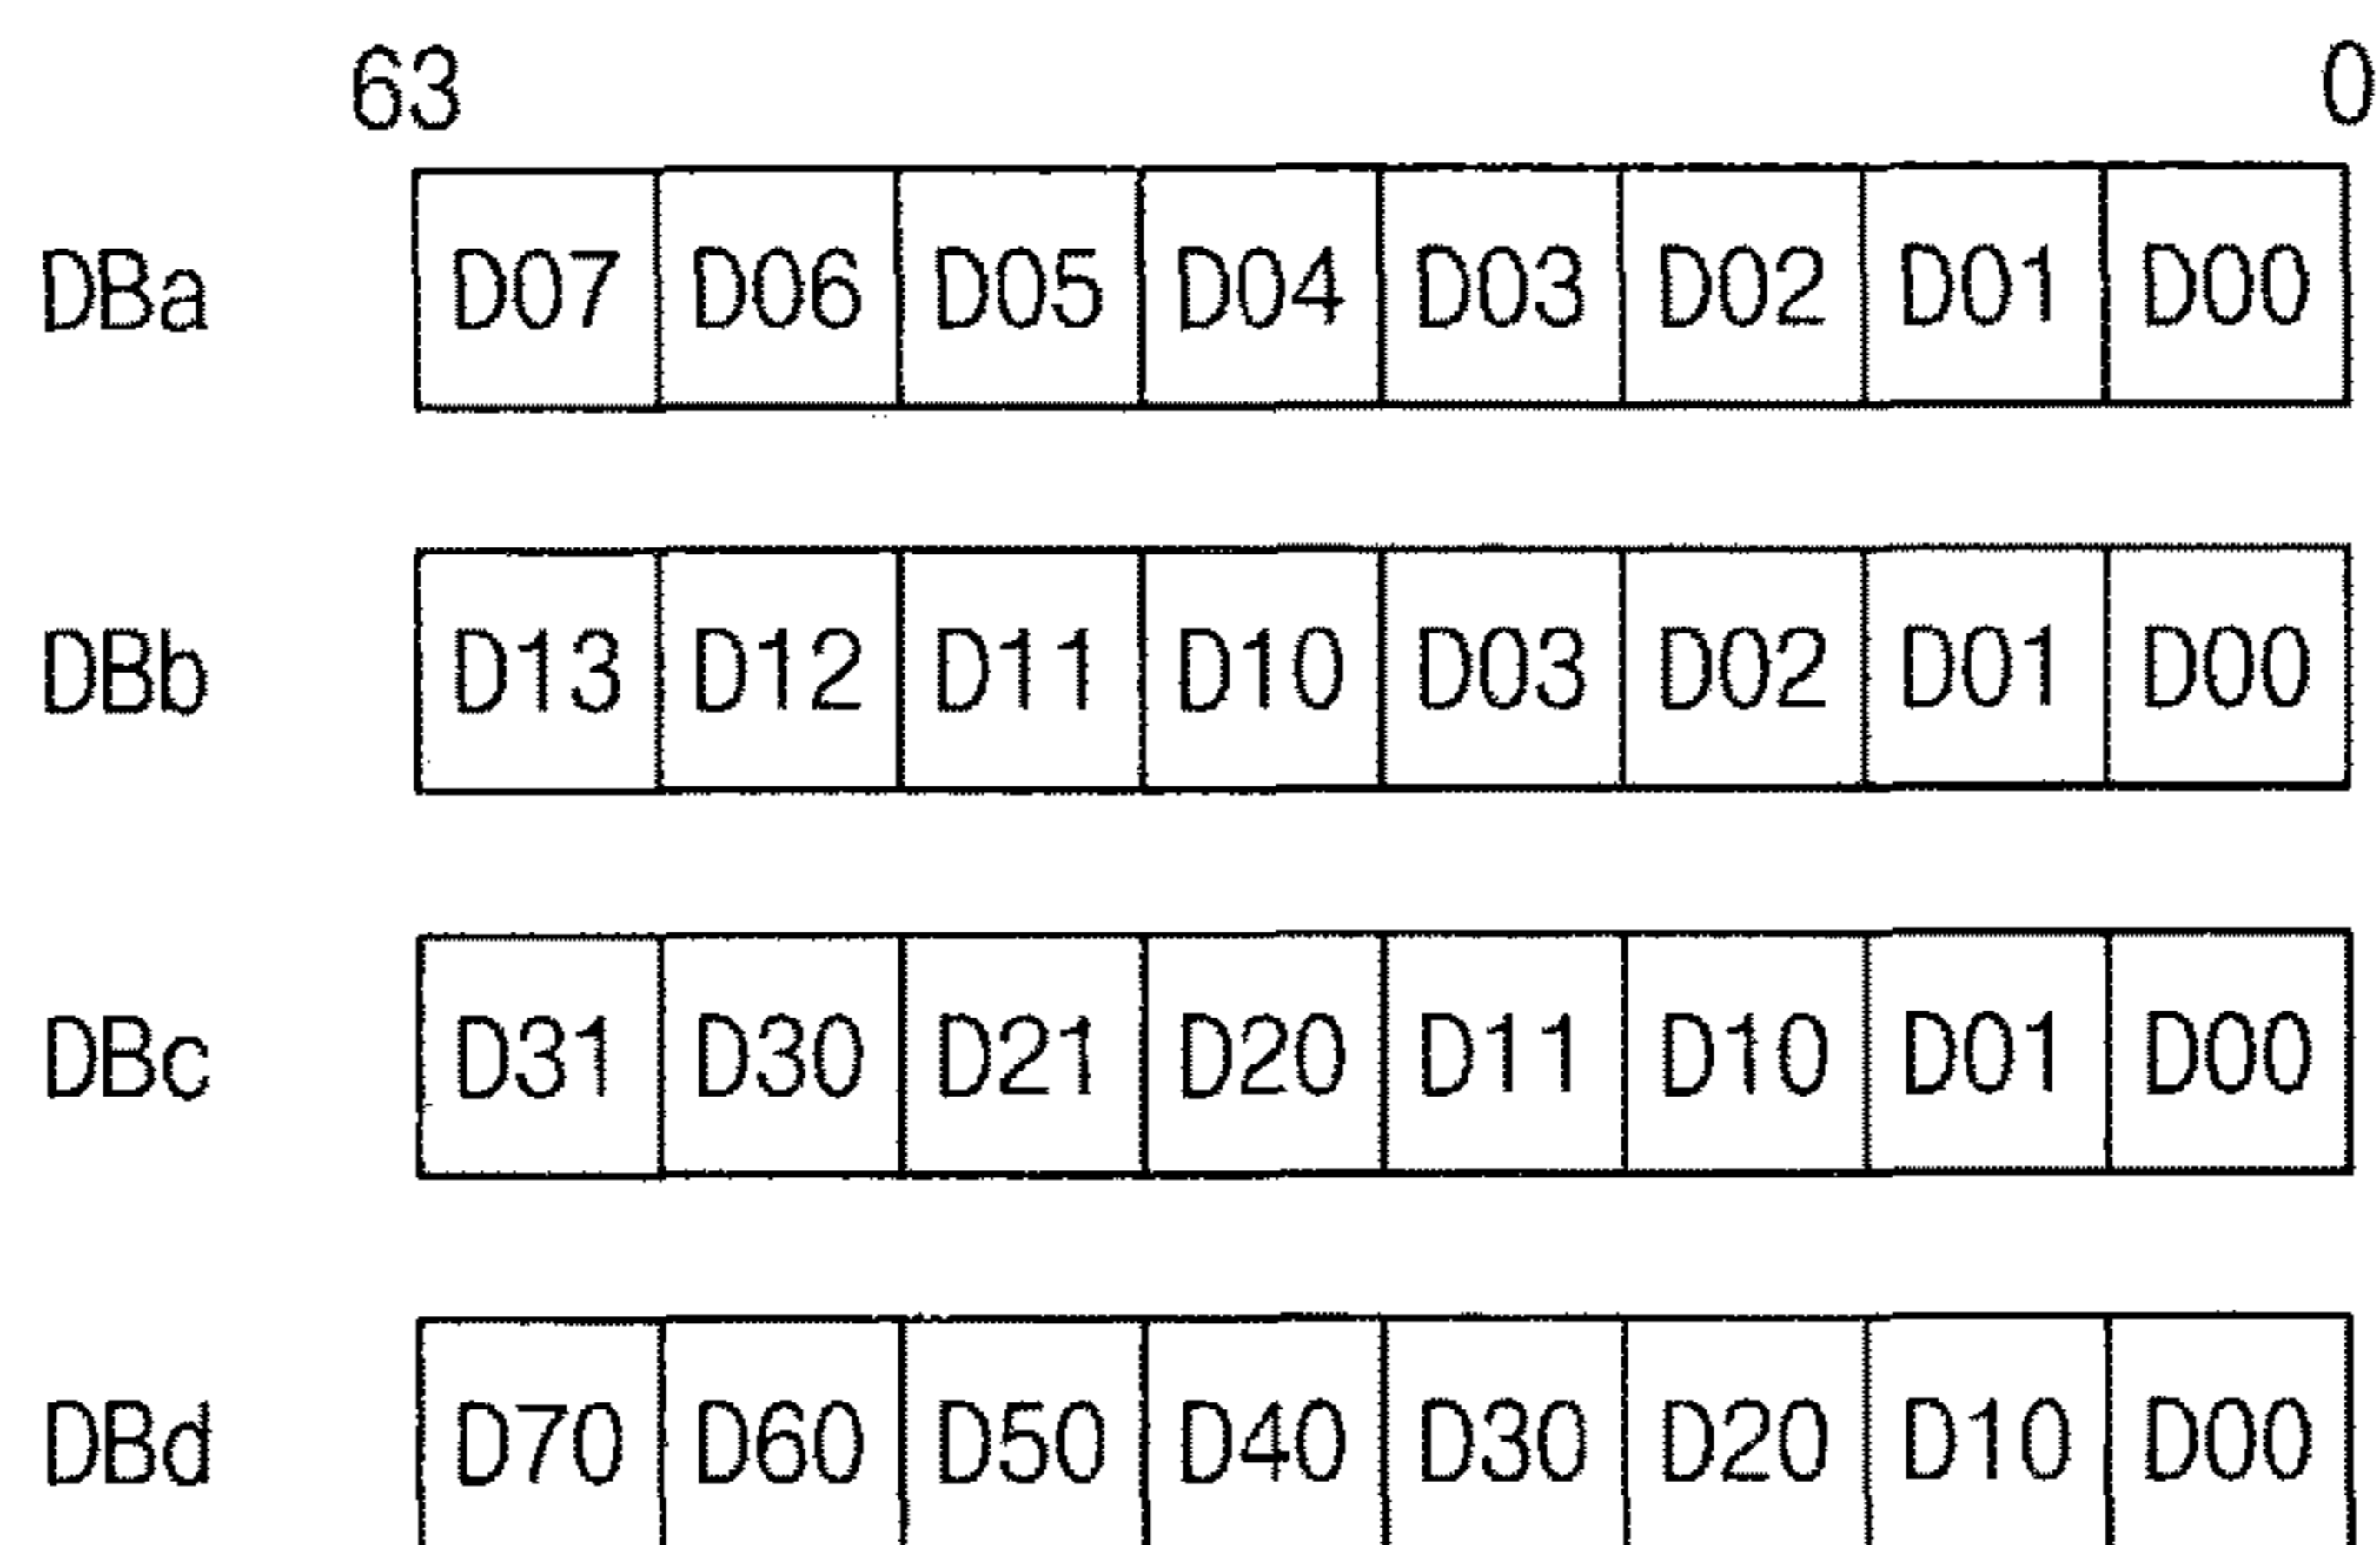 63 0
DBa D07 D06 D05 D04 D03 D02 D01 D00
DBb D13 D12 D11 D10 D03 D02 D01 D00
DBc D31 D30 D21 D20 D11 D10 D01 D00
DBd D70 D60 D50 D40 D30 D20 D10 D00